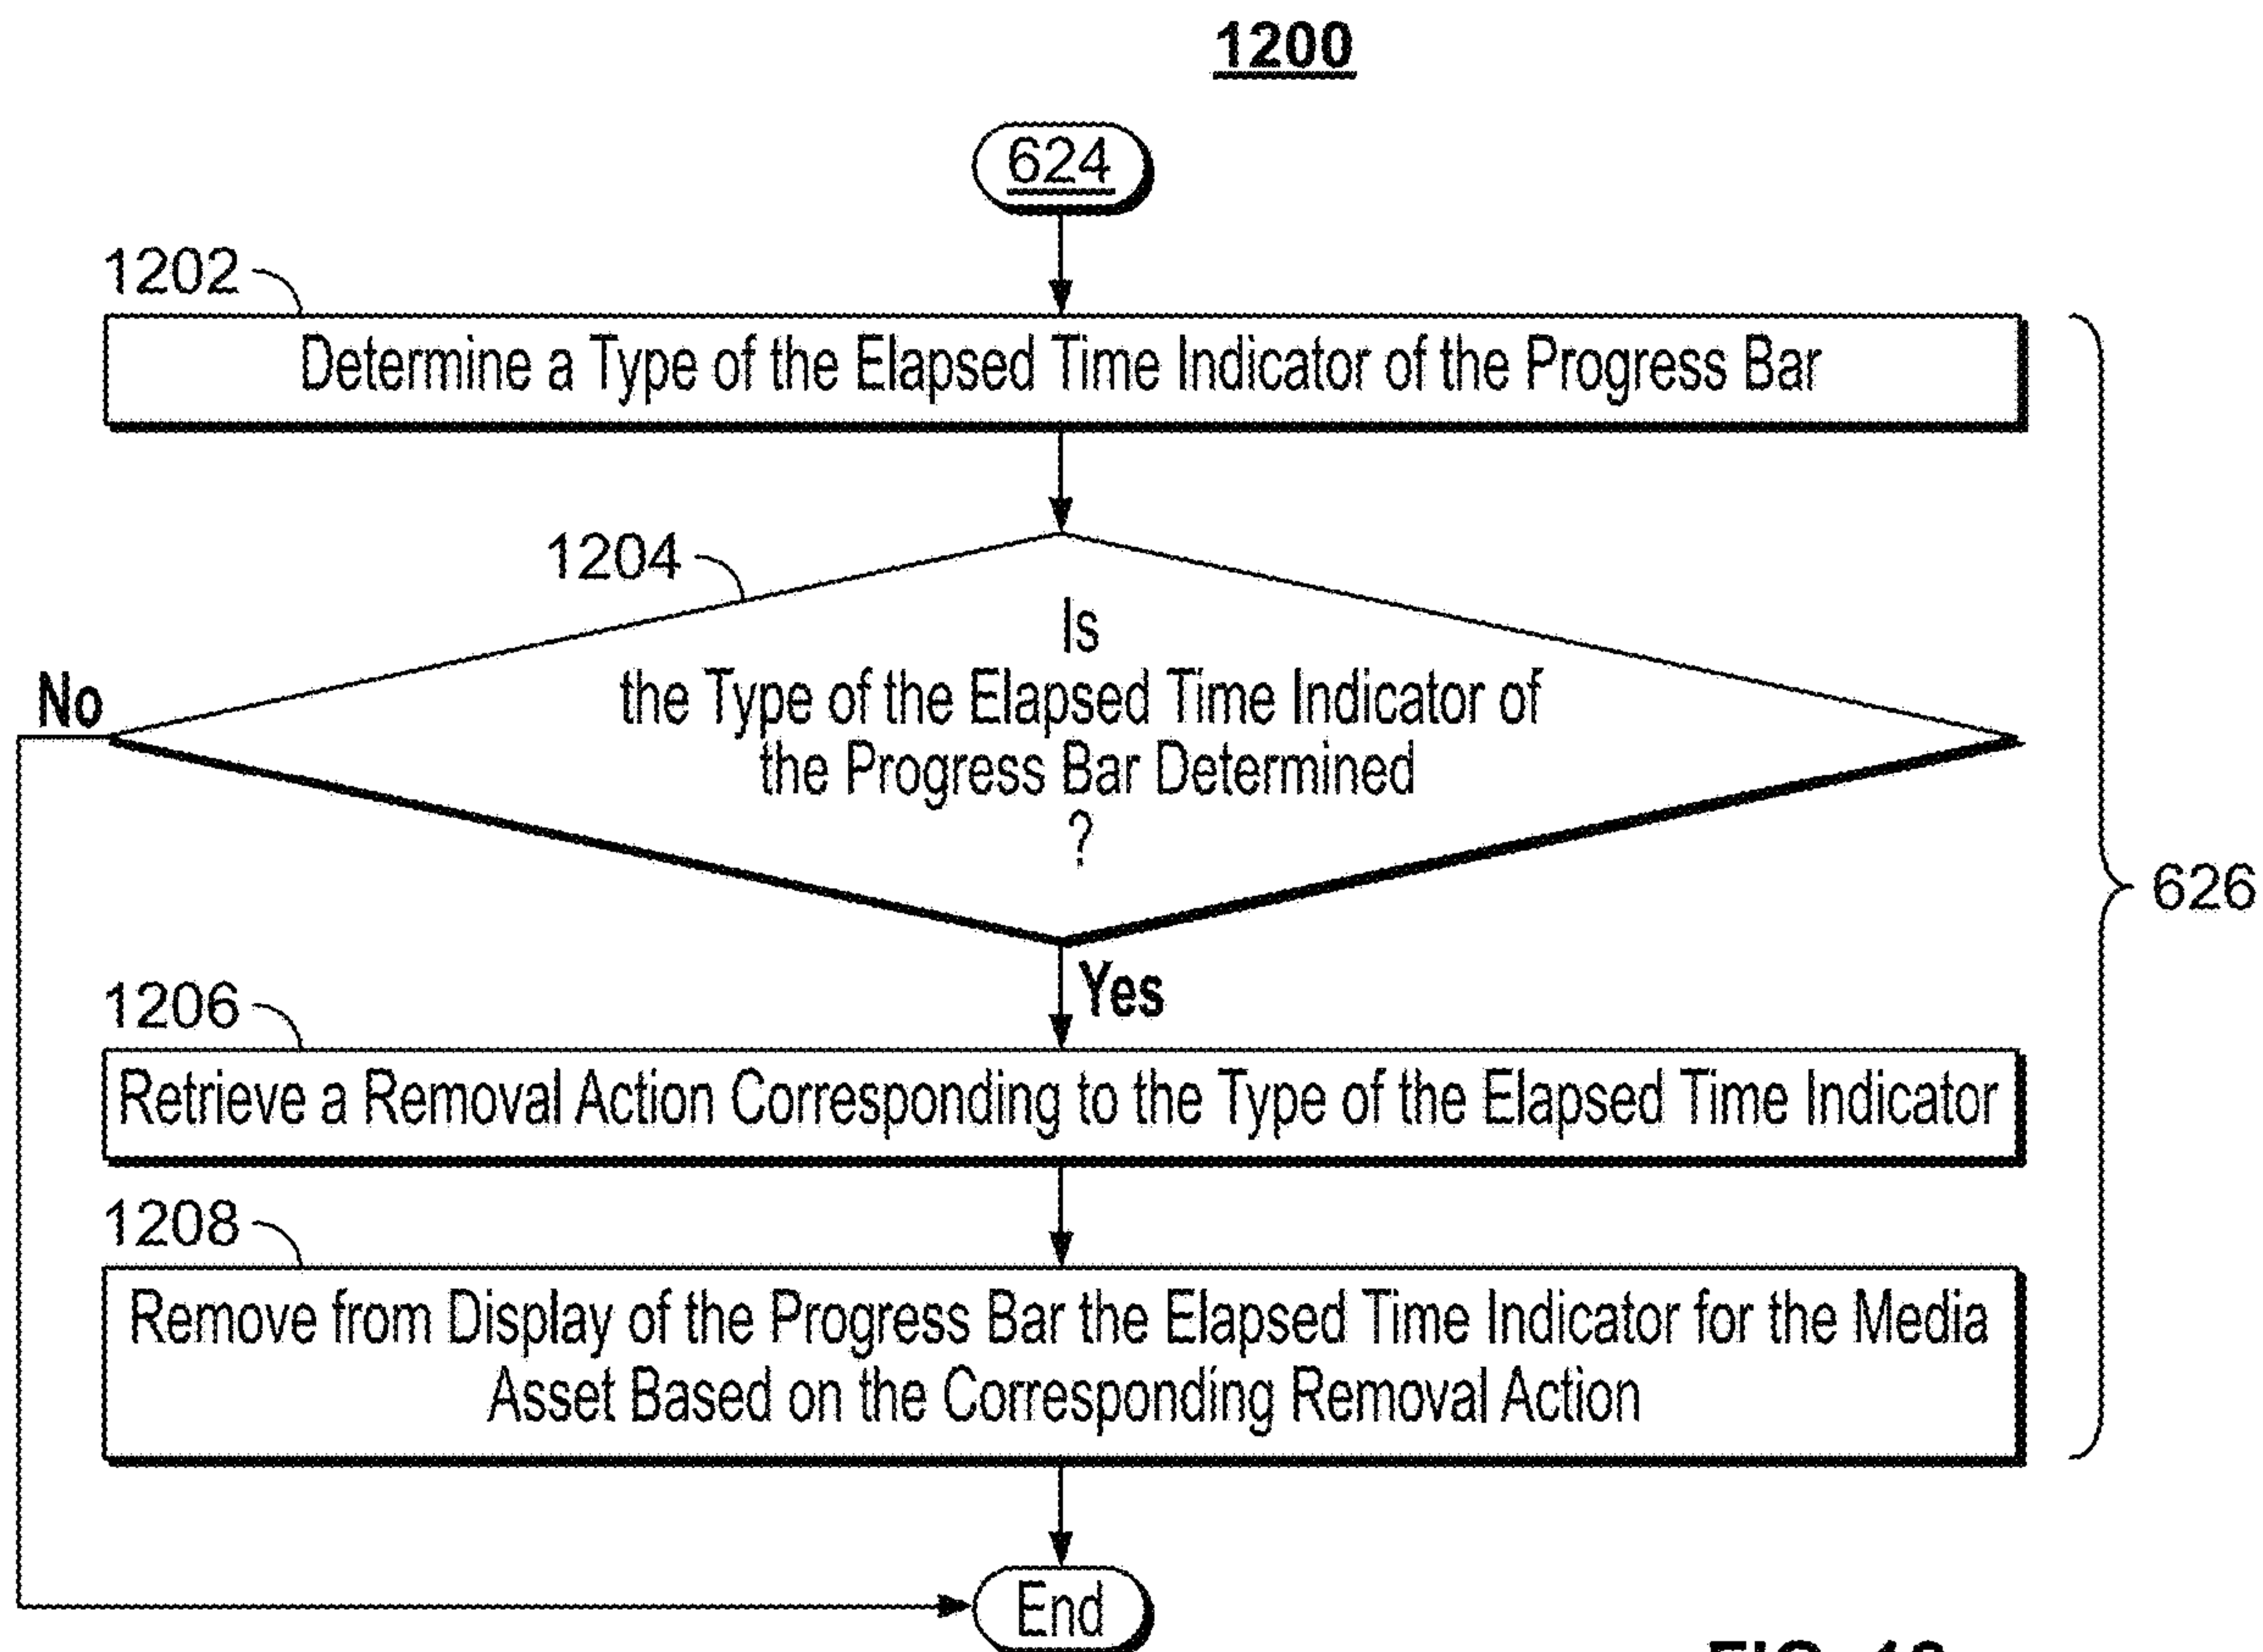 1200
624
1202
Determine a Type of the Elapsed Time Indicator of the Progress Bar
1204
Is
the Type of the Elapsed Time Indicator of
the Progress Bar Determined
?
No
626
Yes
1206
Retrieve a Removal Action Corresponding to the Type of the Elapsed Time Indicator
1208
Remove from Display of the Progress Bar the Elapsed Time Indicator for the Media
Asset Based on the Corresponding Removal Action
End